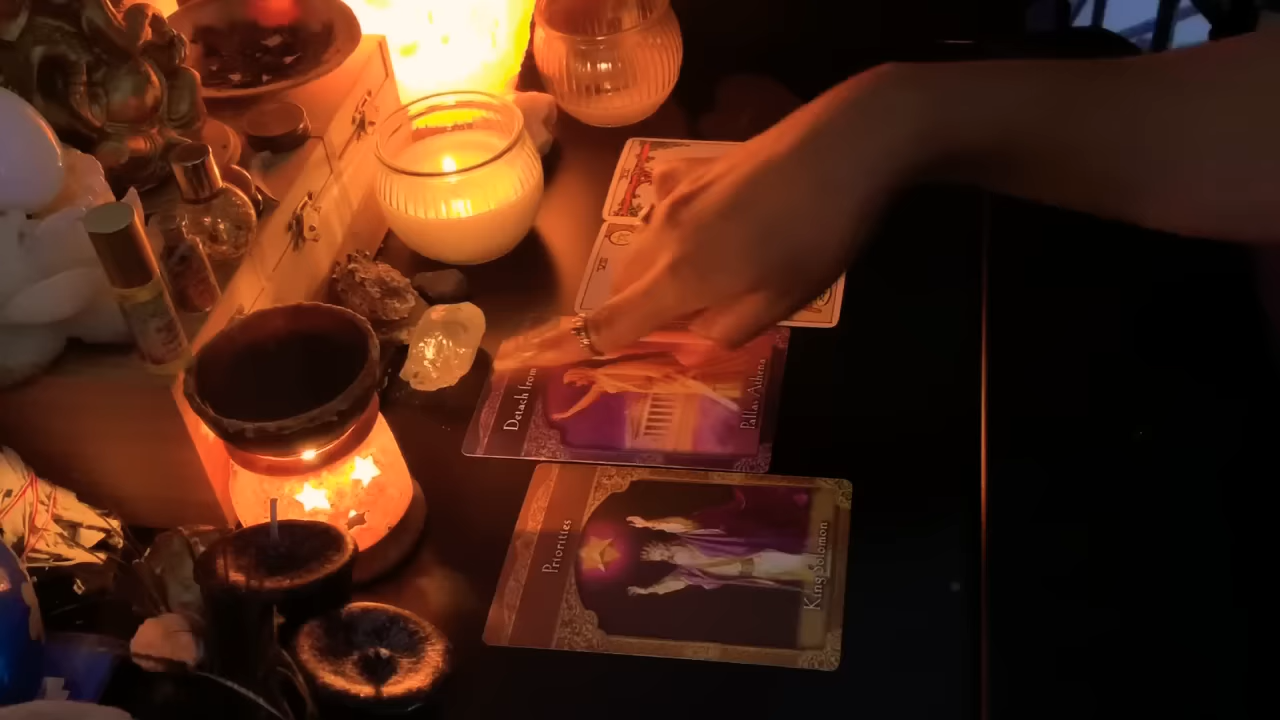 Detach from
Pallas Athena
Priorities
King Solomon